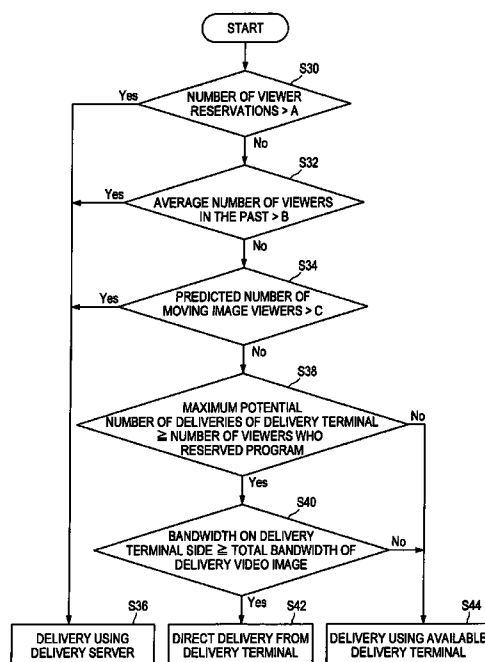 START
S30
Yes
NUMBER OF VIEWER
RESERVATIONS > A
No
S32
Yes
AVERAGE NUMBER OF VIEWERS
IN THE PAST > B
No
S34
Yes
PREDICTED NUMBER OF
MOVING IMAGE VIEWERS > C
No
S38
MAXIMUM POTENTIAL
NUMBER OF DELIVERIES OF DELIVERY TERMINAL
≧ NUMBER OF VIEWERS WHO
RESERVED PROGRAM
No
Yes
S40
BANDWIDTH ON DELIVERY
TERMINAL SIDE ≧ TOTAL BANDWIDTH OF
DELIVERY VIDEO IMAGE
No
Yes
S36
DELIVERY USING
DELIVERY SERVER
S42
DIRECT DELIVERY FROM
DELIVERY TERMINAL
S44
DELIVERY USING AVAILABLE
DELIVERY TERMINAL